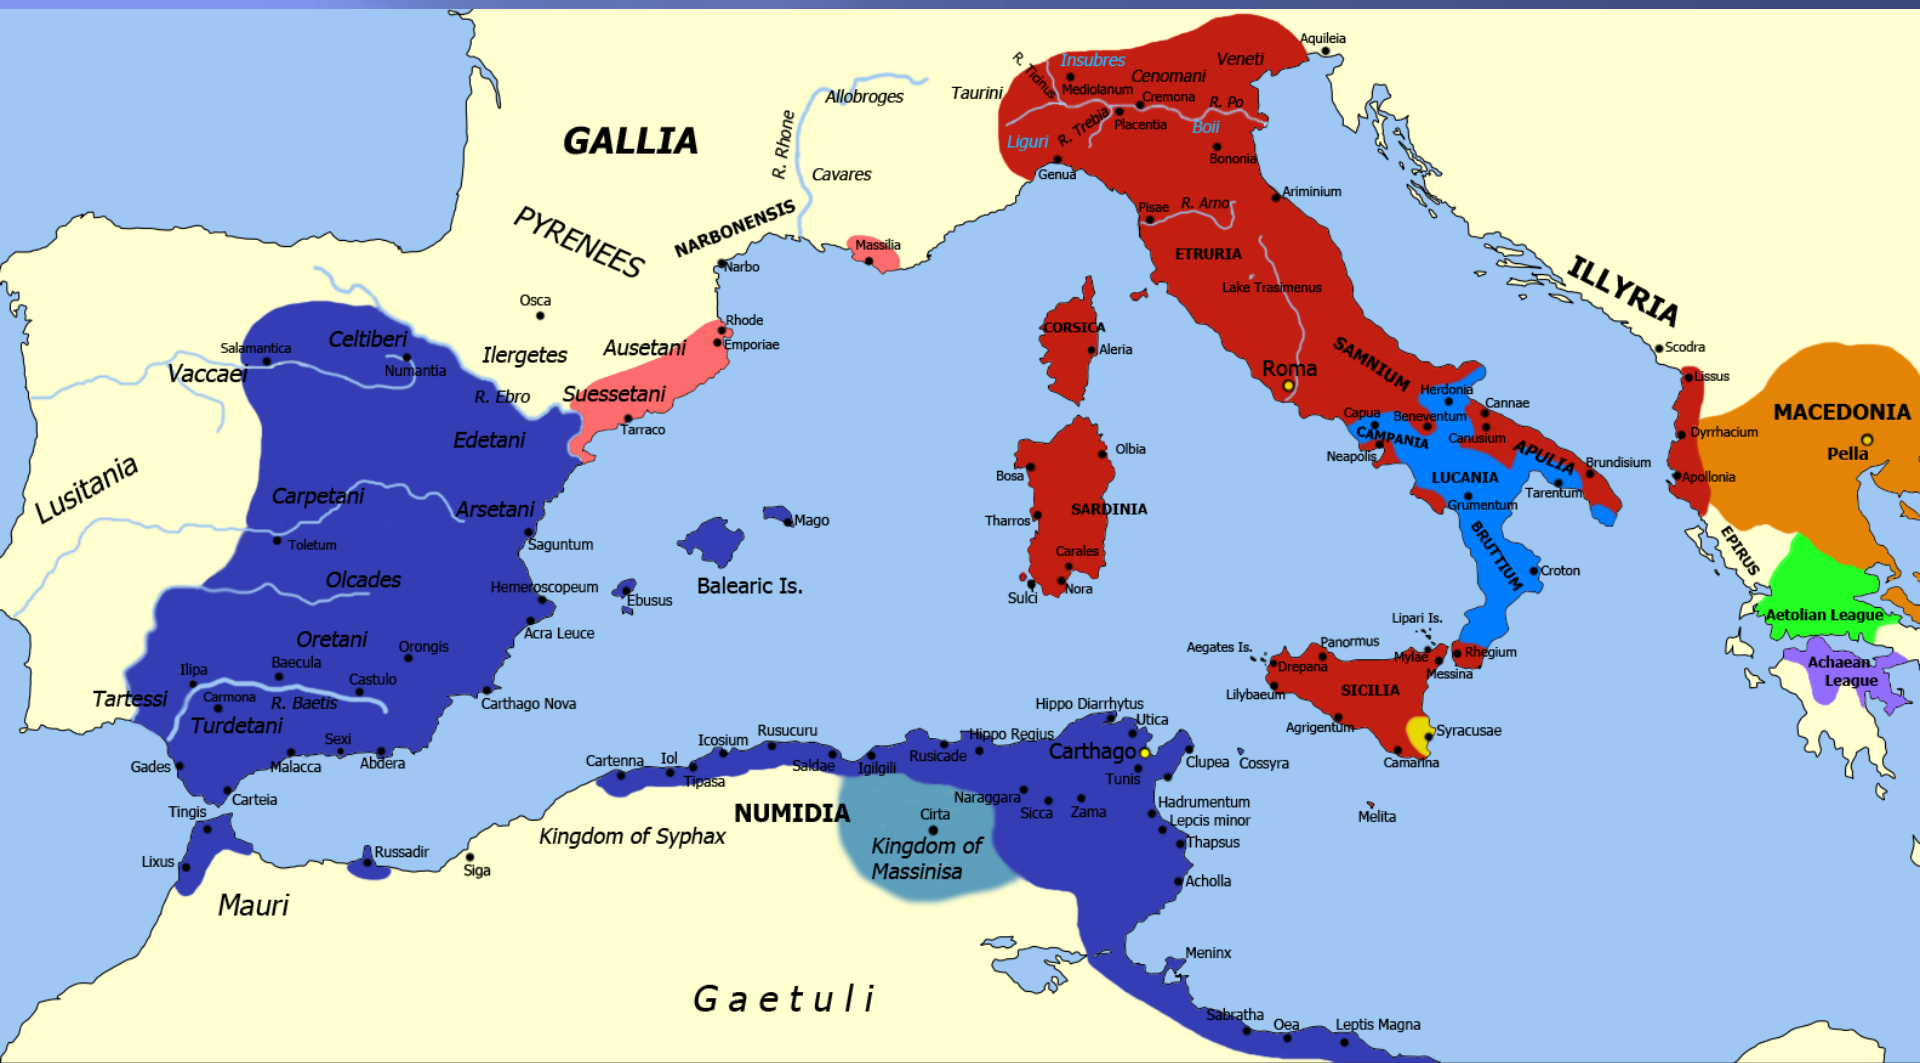 Aquileia
R. Tidnus
Insubres
Veneti
Cenomani
Mediolanum
Cremona
R. Po
Taurini
Allobroges
R. Rhone
GALLIA
Liguri
R. Trebia
Placentia
Boii
Bononia
Genua
Cavares
Ariminium
Pisae
R. Arno
PYRENEES
NARBONENSIS
Massilia
ETRURIA
Narbo
Lake Trasimenus
ILLYRIA
Osca
Rhode
Emporiae
CORSICA
Aleria
Celtiberi
Salamantica
Numantia
Vaccaei
Ilergetes
Ausetani
Suessetani
R. Ebro
Tarraco
Edetani
Roma
SAMNIUM
Scodra
Lissus
Herdonia
Cannae
Capua
Beneventum
CAMPANIA
Canusium
Neapolis
APULIA
Brundisium
LUCANIA
Tarentum
Grumentum
BRUTTIUM
Croton
MACEDONIA
Pella
Dyrrhacium
Apollonia
EPIRUS
Lusitania
Carpetani
Arsetani
Toletum
Saguntum
Mago
Balearic Is.
Ebusus
Olbia
Bosa
Tharros
SARDINIA
Carales
Nora
Sulci
Olcades
Hemeroscopeum
Acra Leuce
Oretani
Orongis
Ilipa
Baecula
Castulo
Carmona
R. Baetis
Tartessi
Turdetani
Carthago Nova
Sexi
Malacca
Abdera
Gades
Carteia
Tingis
Lixus
Russadir
Siga
Mauri
Aetolian League
Achaean
League
Lipari Is.
Aegates Is.
Panormus
Drepana
Mylae
Rhegium
Messina
Lilybaeum
SICILIA
Agrigentum
Syracusae
Camarina
Hippo Diarrhytus
Utica
Rusucuru
Icosium
Hippo Regius
Cartenna
Iol
Tipasa
Saldae
Igilgili
Rusicade
Carthago
Tunis
Clupea
Cossyra
NUMIDIA
Naraggara
Sicca
Zama
Hadrumentum
Lepcis minor
Melita
Cirta
Kingdom of Syphax
Kingdom of
Massinisa
Thapsus
Acholla
Meninx
Gaetuli
Sabratha
Oea
Leptis Magna